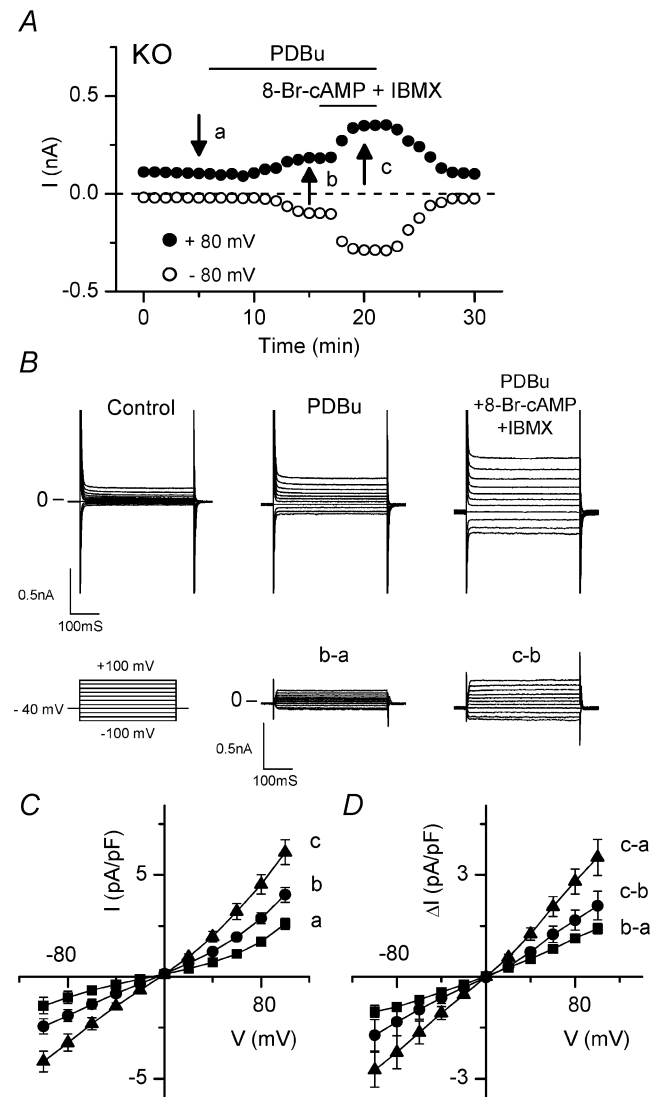 A
KO
PDBu
8-Br-cAMP + IBMX
0.5
0.0
-0.5
I (nA)
a
b
c
+ 80 mV
- 80 mV
0
10
20
30
Time (min)
B
Control
PDBu
PDBu
+8-Br-cAMP
+IBMX
0
0.5nA
100mS
+100 mV
- 40 mV
-100 mV
b-a
c-b
0
0.5nA
100mS
C
I (pA/pF)
5
c
b
a
-80
80
V (mV)
-5
D
ΔI (pA/pF)
3
c-a
c-b
b-a
-80
80
V (mV)
-3